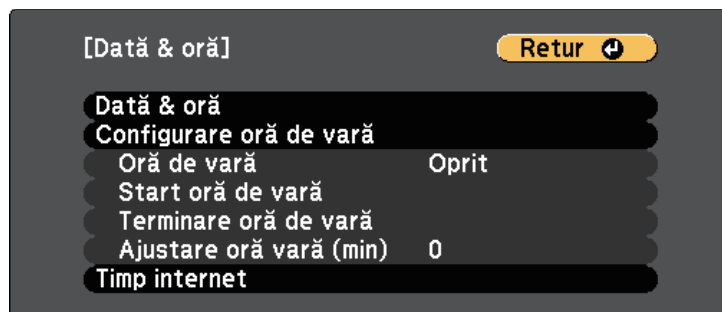 [Dată & oră] Retur
Dată & oră
Configurare oră de vară
Oră de vară Oprit
Start oră de vară
Terminare oră de vară
Ajustare oră vară (min) 0
Timp internet